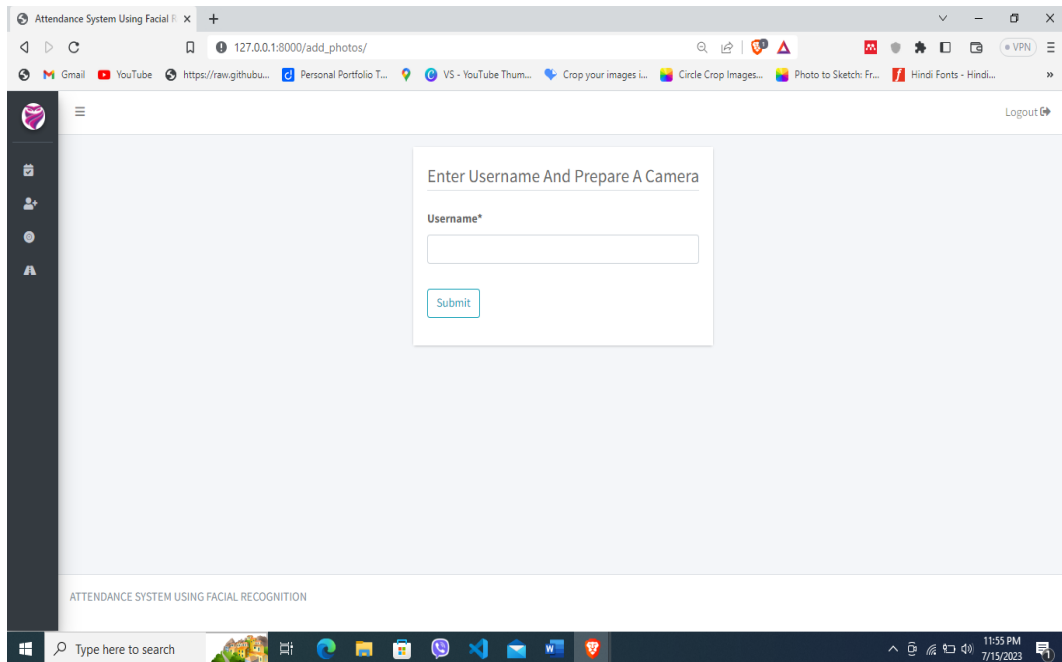 Attendance System Using Facial R
127.0.0.1:8000/add_photos/
VPN
Gmail YouTube https://raw.githubu... Personal Portfolio T... VS - YouTube Thum... Crop your images i... Circle Crop Images... Photo to Sketch: Fr... Hindi Fonts - Hindi... »
Logout
Enter Username And Prepare A Camera
Username*
Submit
ATTENDANCE SYSTEM USING FACIAL RECOGNITION
Type here to search
11:55 PM
7/15/2023